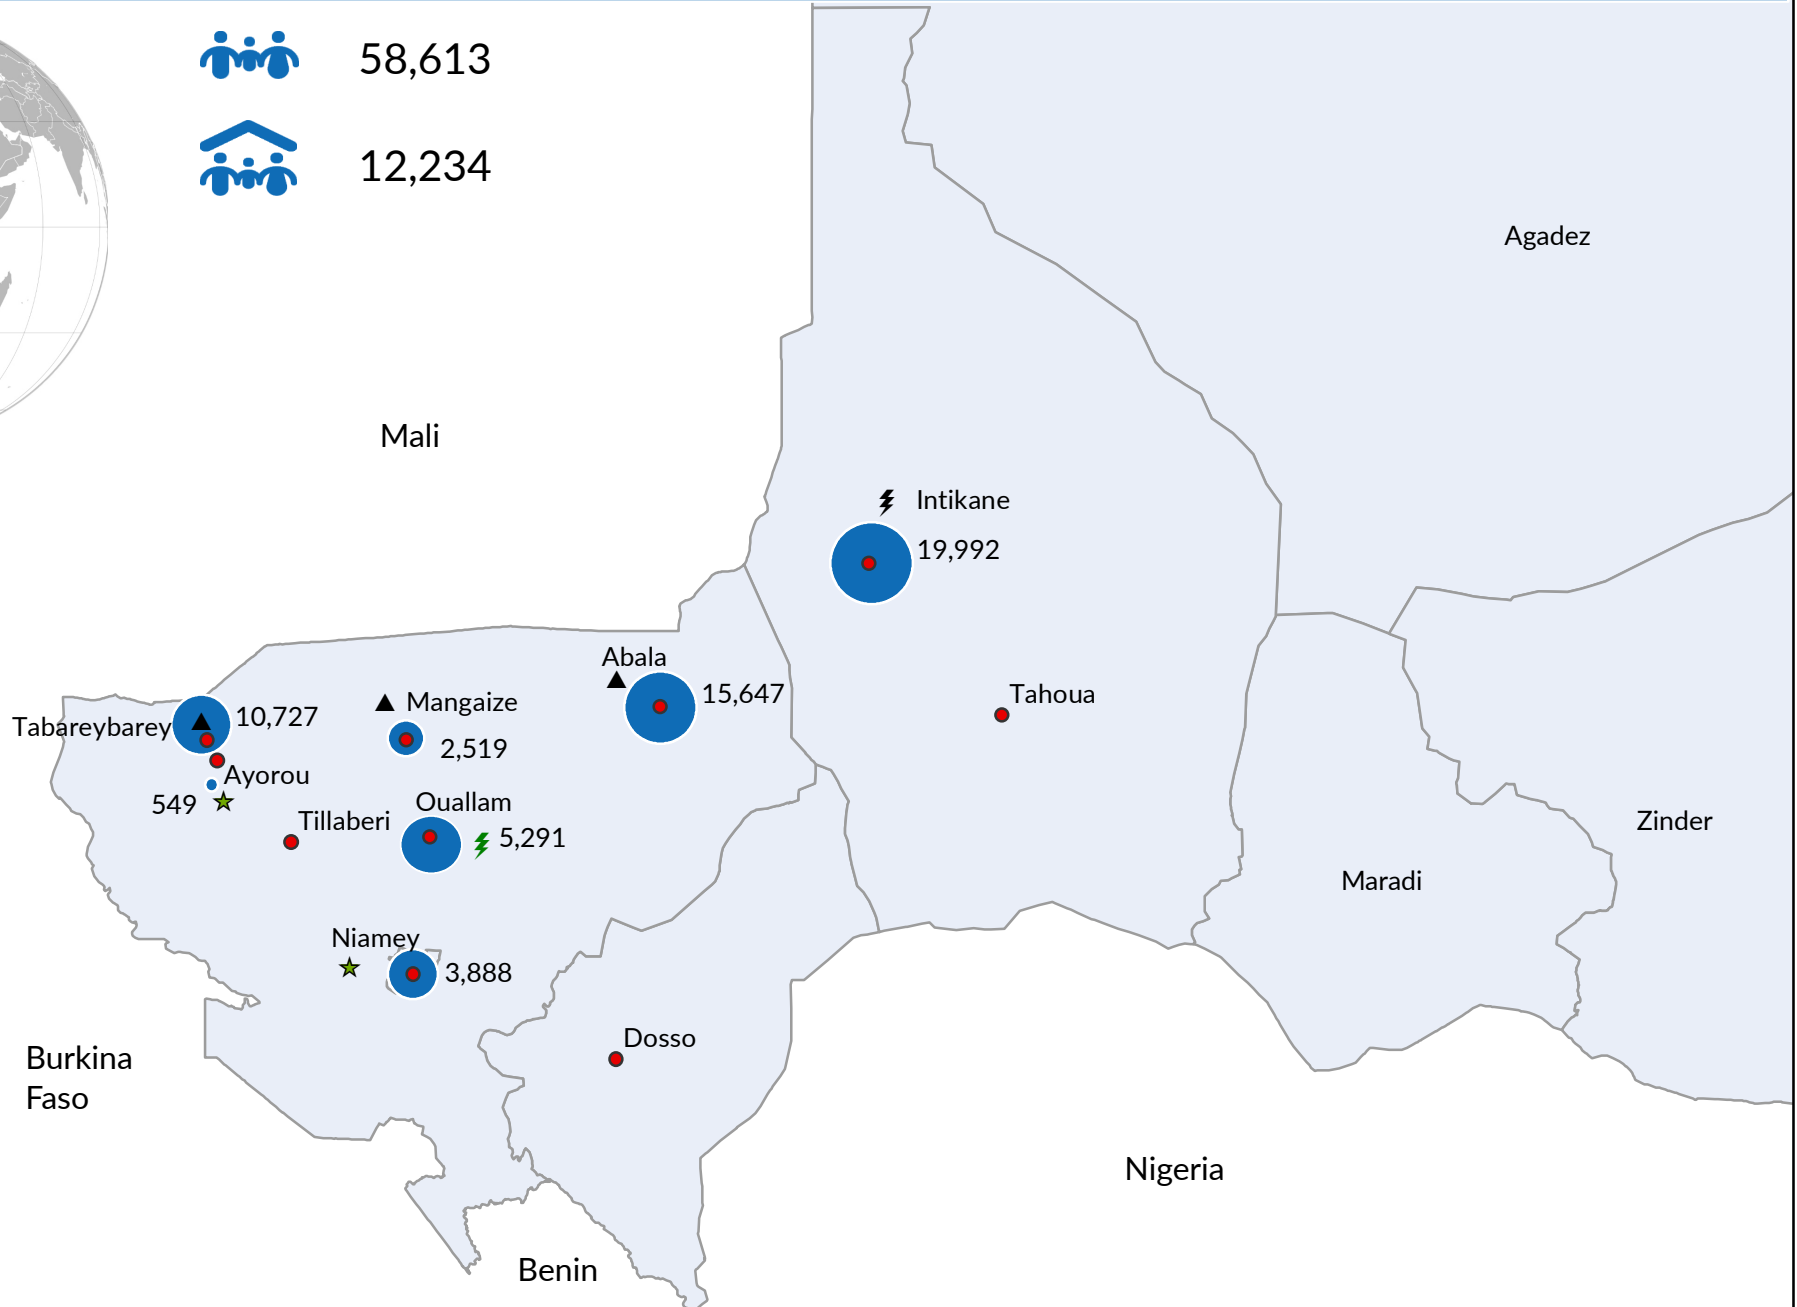 58,613
12,234
Agadez
Mali
Intikane
19,992
Abala
15,647
Tahoua
Mangaize
2,519
Tabareybarey
10,727
Ayorou
549
Ouallam
5,291
Tillaberi
Zinder
Maradi
Niamey
3,888
Dosso
Burkina
Faso
Nigeria
Benin